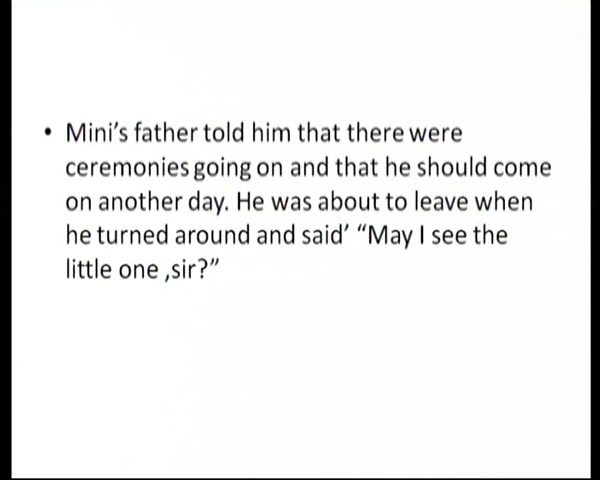 • Mini’s father told him that there were
ceremonies going on and that he should come
on another day. He was about to leave when
he turned around and said’ “May I see the
little one ,sir?”